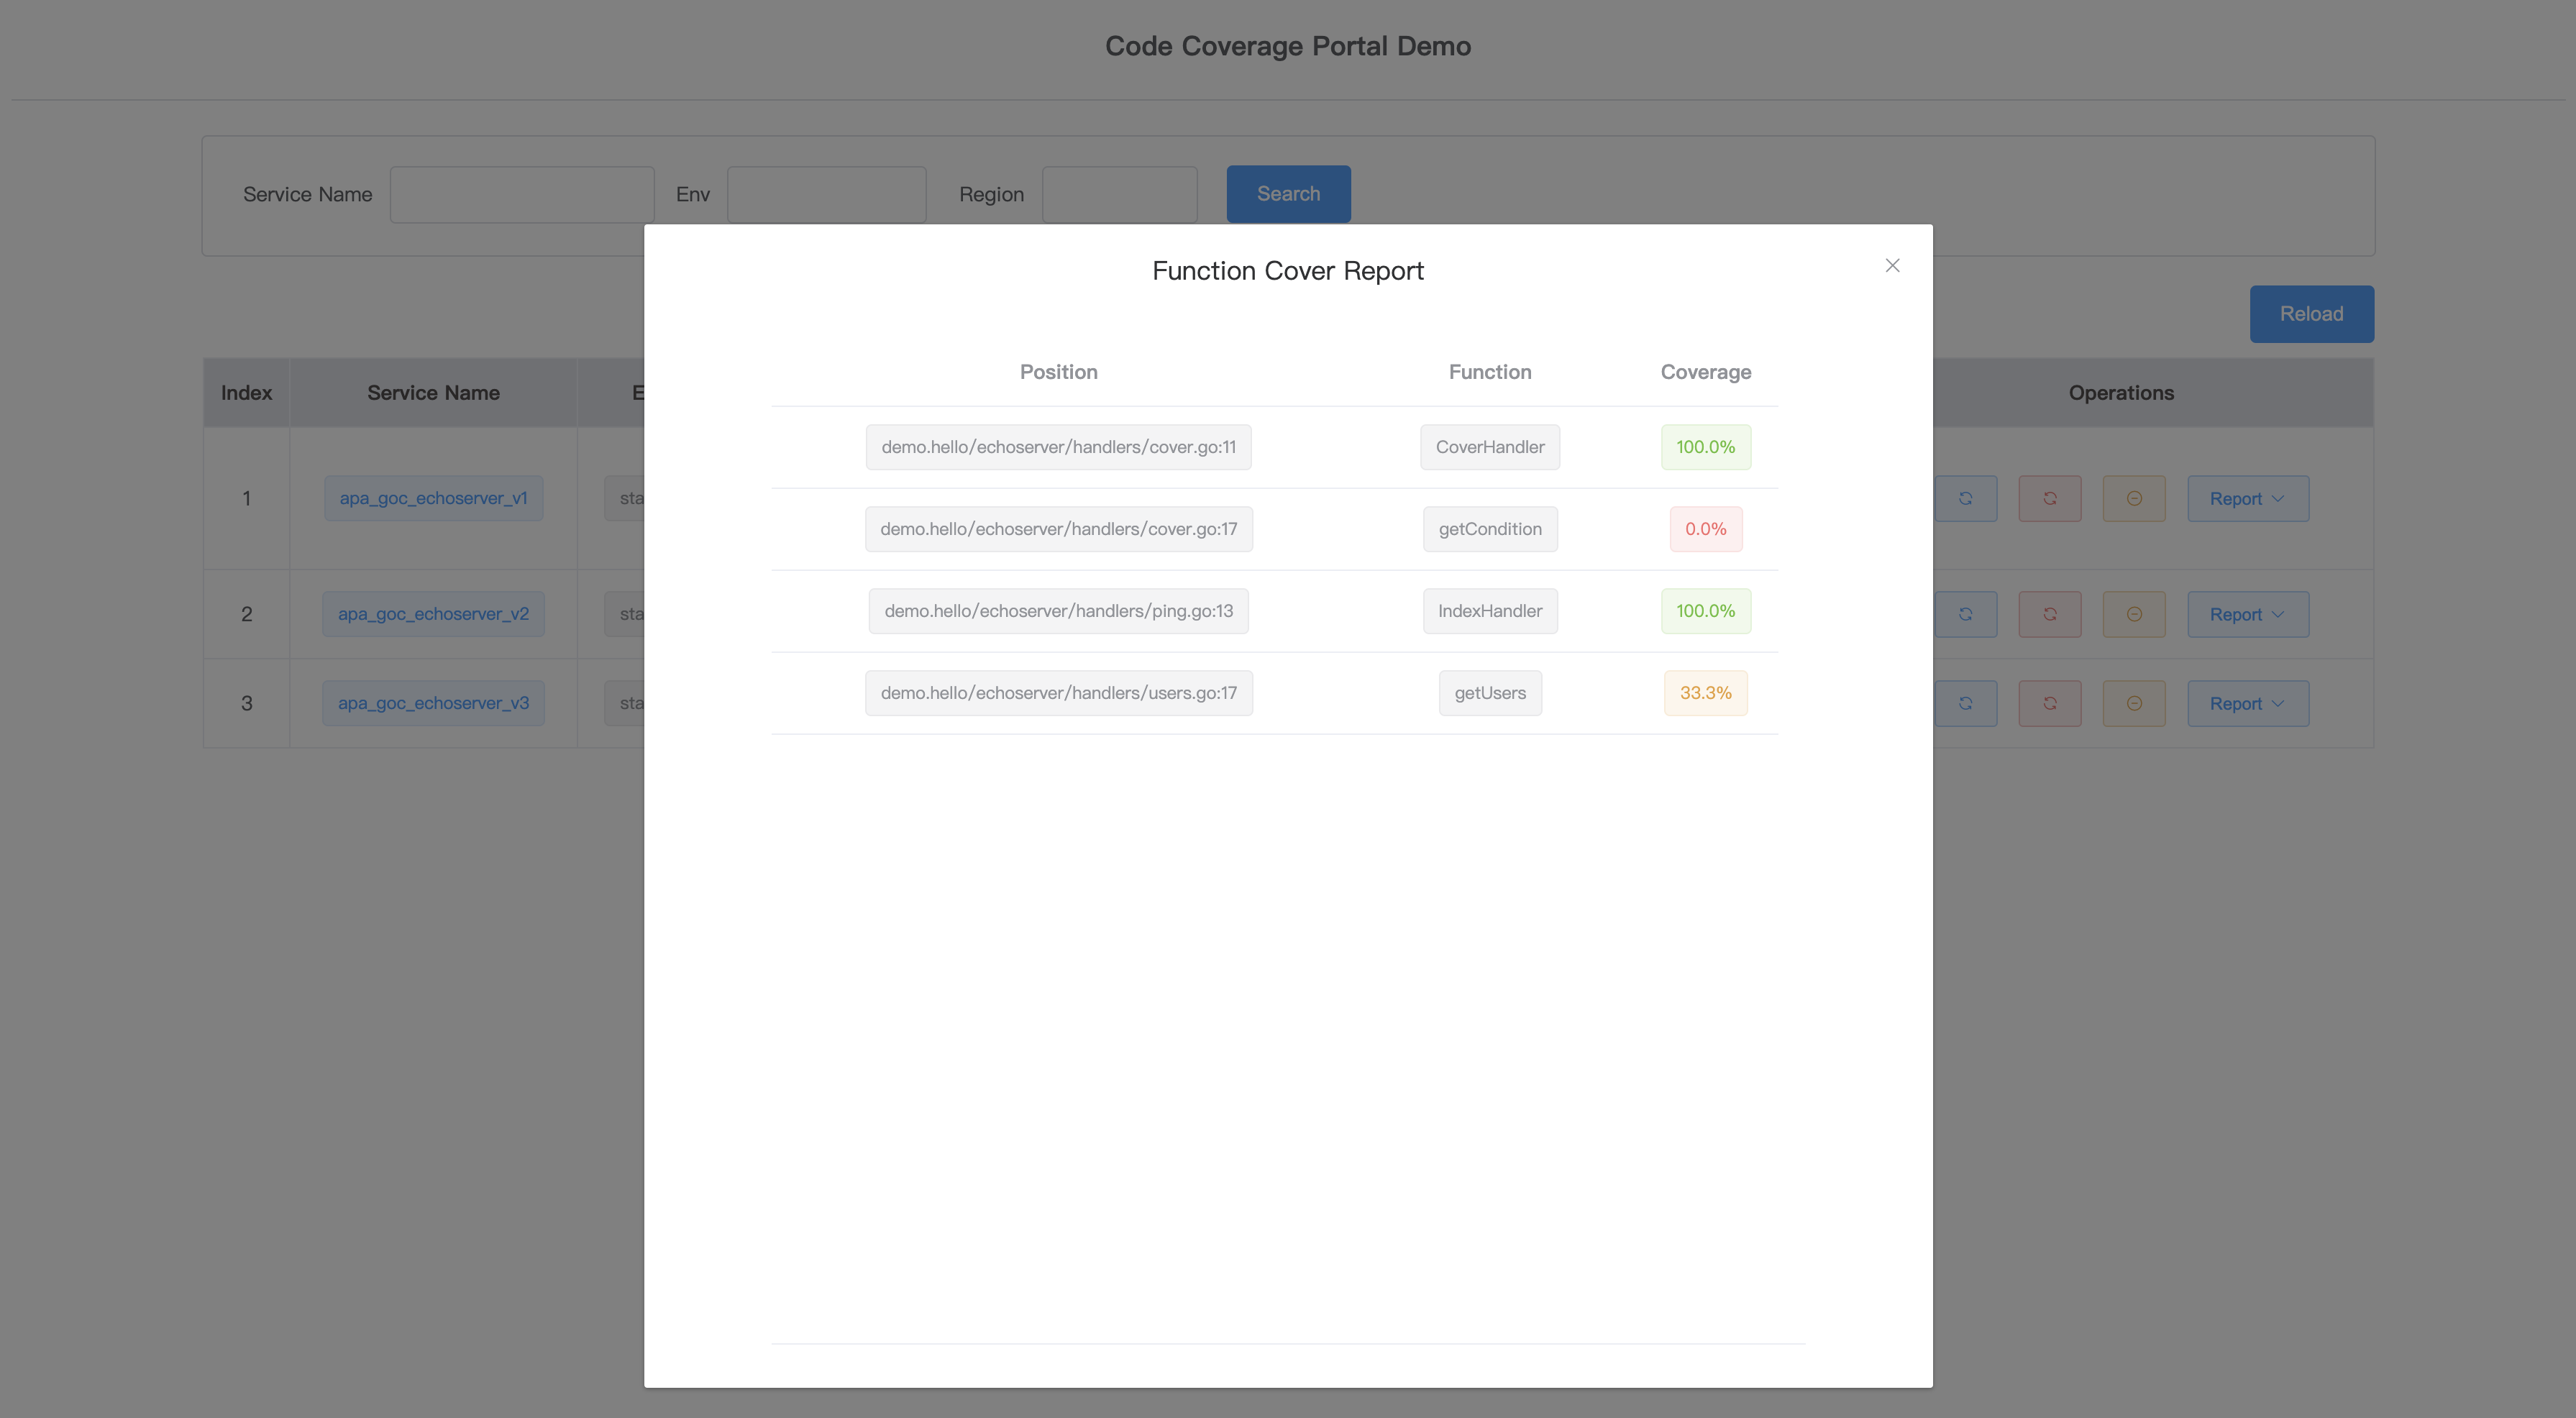 Code Coverage Portal Demo
Service Name Env Region Search
Function Cover Report
Reload
Position Function Coverage
Index Service Name Operations
demo.hello/echoserver/handlers/cover.go:11 CoverHandler 100.0%
1 apa_goc_echoserver_v1 Report
demo.hello/echoserver/handlers/cover.go:17 getCondition 0.0%
demo.hello/echoserver/handlers/ping.go:13 IndexHandler 100.0%
2 apa_goc_echoserver_v2 Report
demo.hello/echoserver/handlers/users.go:17 getUsers 33.3%
3 apa_goc_echoserver_v3 Report